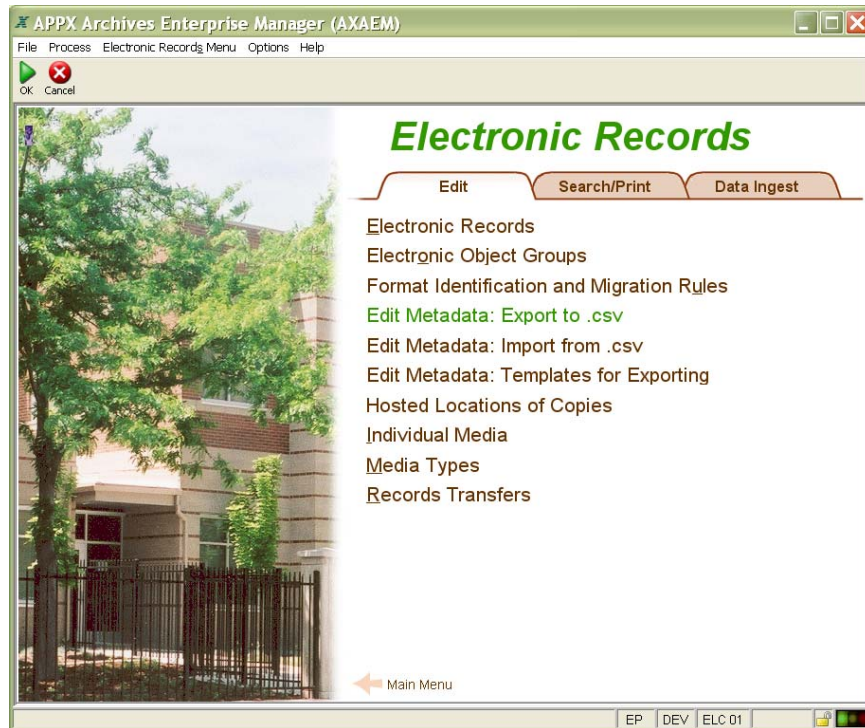 APPX Archives Enterprise Manager (AXAEM)
File Process Electronic Records Menu Options Help
OK Cancel
Electronic Records
Edit Search/Print Data Ingest
Electronic Records
Electronic Object Groups
Format Identification and Migration Rules
Edit Metadata: Export to .csv
Edit Metadata: Import from .csv
Edit Metadata: Templates for Exporting
Hosted Locations of Copies
Individual Media
Media Types
Records Transfers
Main Menu
EP DEV ELC 01